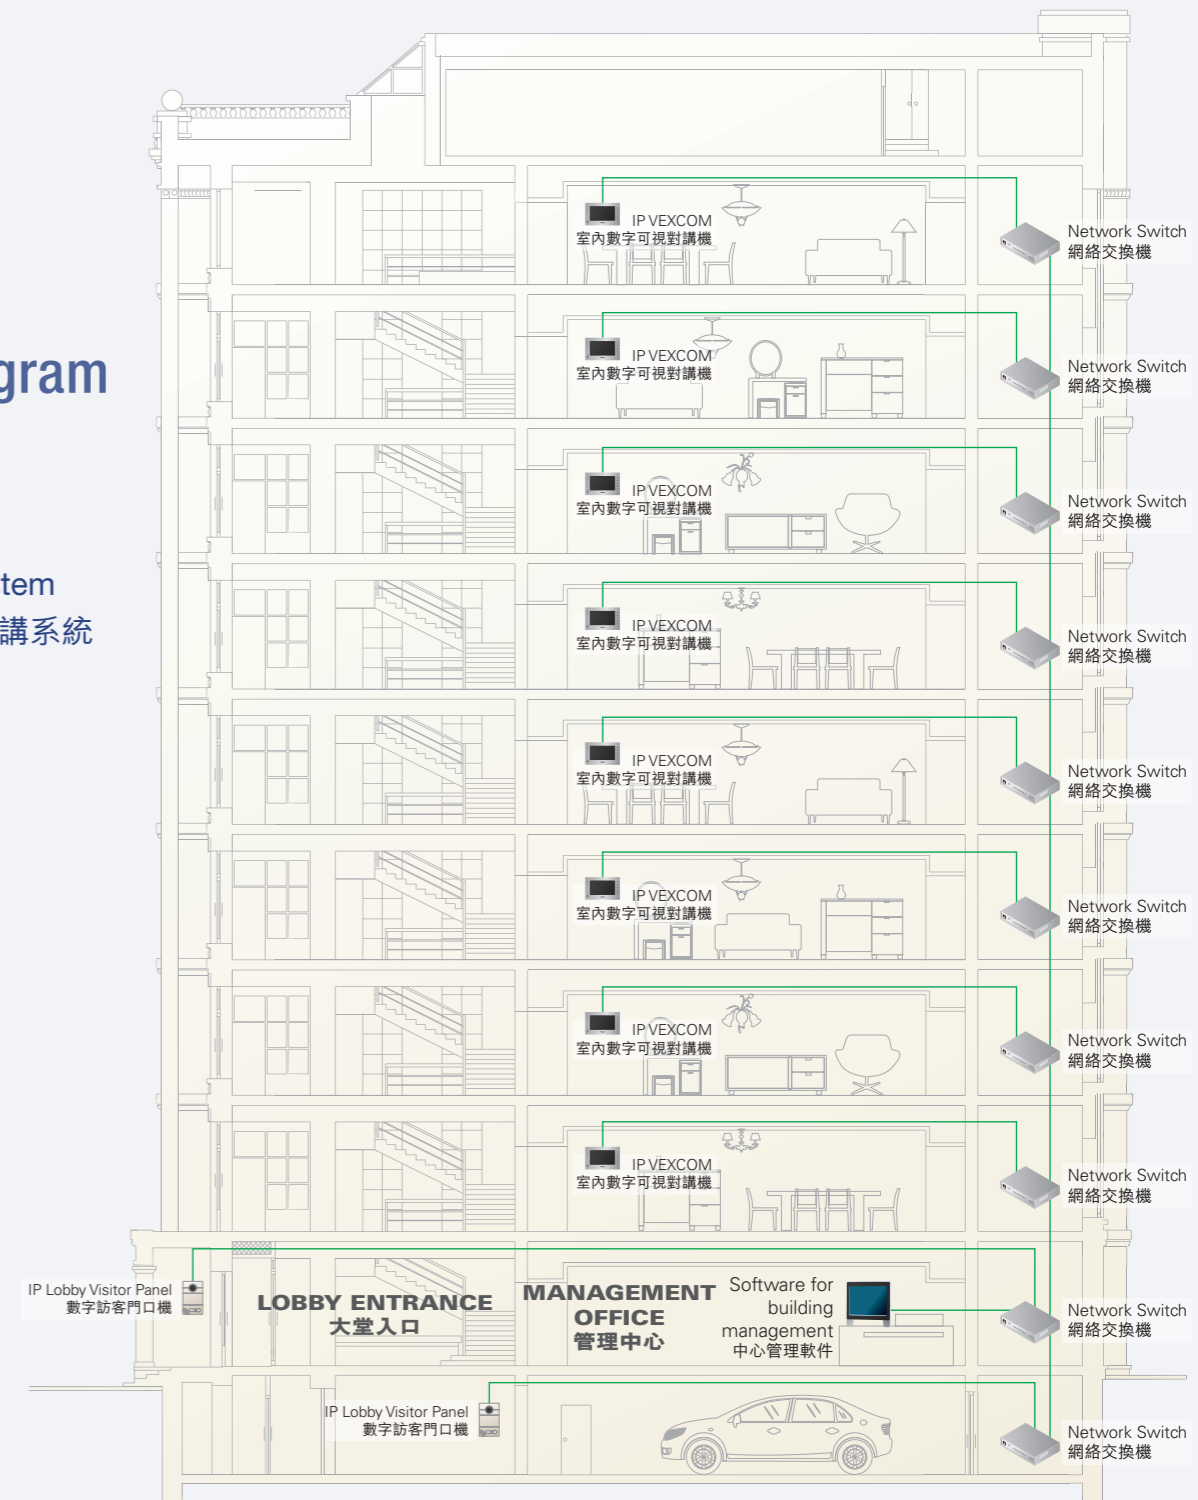 IP VEXCOM
室內數字可視對講機
Network Switch
網絡交換機
IP VEXCOM
室內數字可視對講機
Network Switch
網絡交換機
gram
IP VEXCOM
室內數字可視對講機
Network Switch
網絡交換機
tem
講系統
IP VEXCOM
室內數字可視對講機
Network Switch
網絡交換機
IP VEXCOM
室內數字可視對講機
Network Switch
網絡交換機
IP VEXCOM
室內數字可視對講機
Network Switch
網絡交換機
IP VEXCOM
室內數字可視對講機
Network Switch
網絡交換機
IP VEXCOM
室內數字可視對講機
Network Switch
網絡交換機
IP Lobby Visitor Panel
數字訪客門口機
LOBBY ENTRANCE
大堂入口
MANAGEMENT
OFFICE
管理中心
Software for
building
management
中心管理軟件
Network Switch
網絡交換機
IP Lobby Visitor Panel
數字訪客門口機
Network Switch
網絡交換機